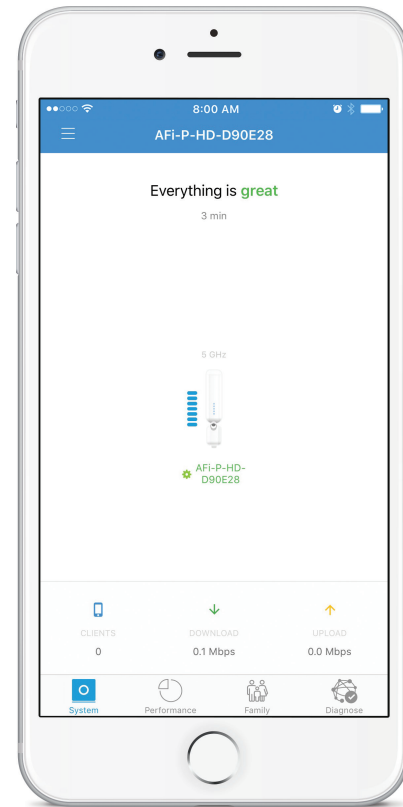 8:00 AM
AFi-P-HD-D90E28
Everything is great
3 min
5 GHz
AFi-P-HD-
D90E28
CLIENTS DOWNLOAD UPLOAD
0 0.1 Mbps 0.0 Mbps
System Performance Family Diagnose